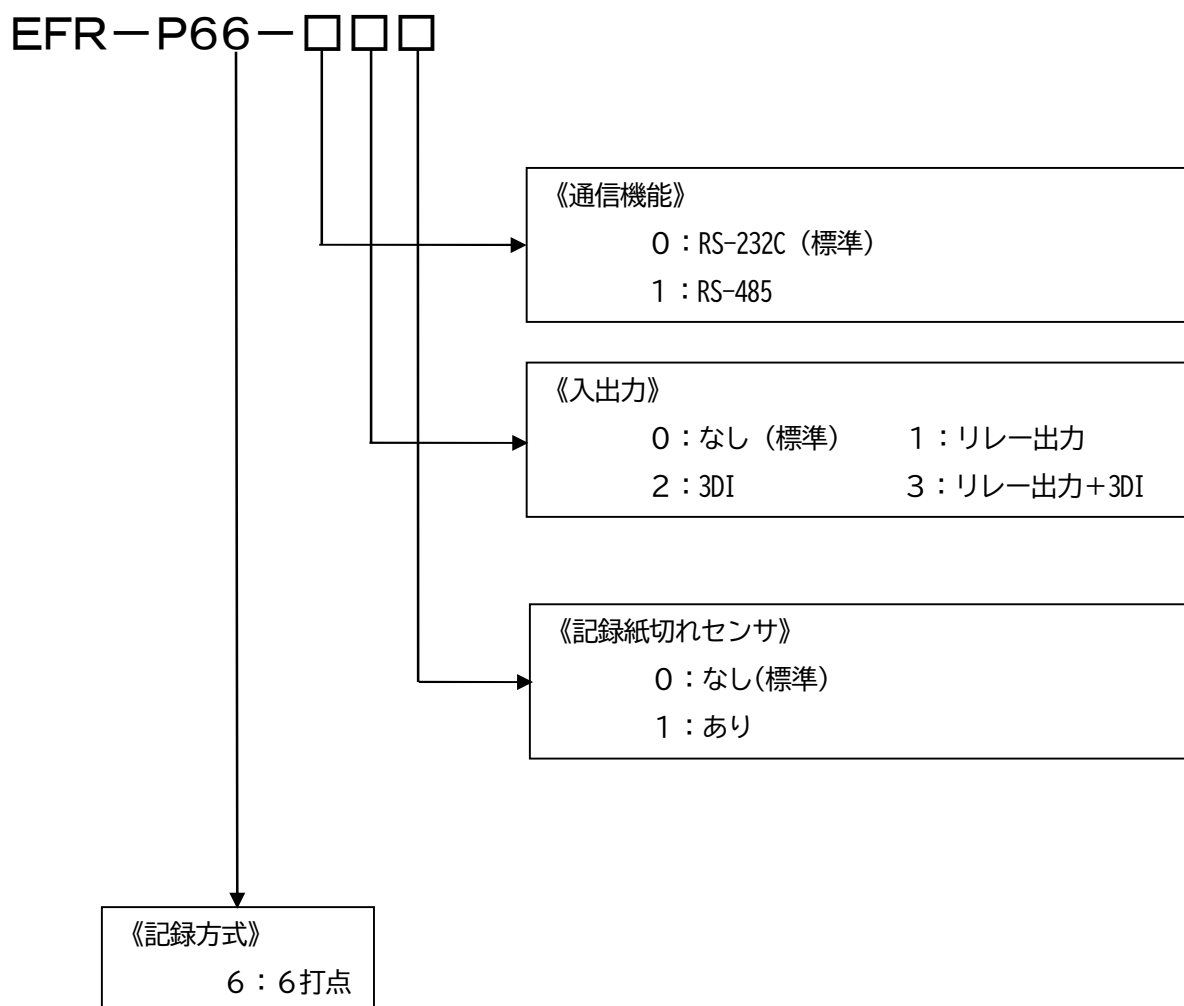 EFR－P66－□□□
《通信機能》
０：RS-232C（標準）
１：RS-485
《入出力》
０：なし（標準）　１：リレー出力
２：3DI　３：リレー出力＋3DI
《記録紙切れセンサ》
０：なし(標準)
１：あり
《記録方式》
６：６打点